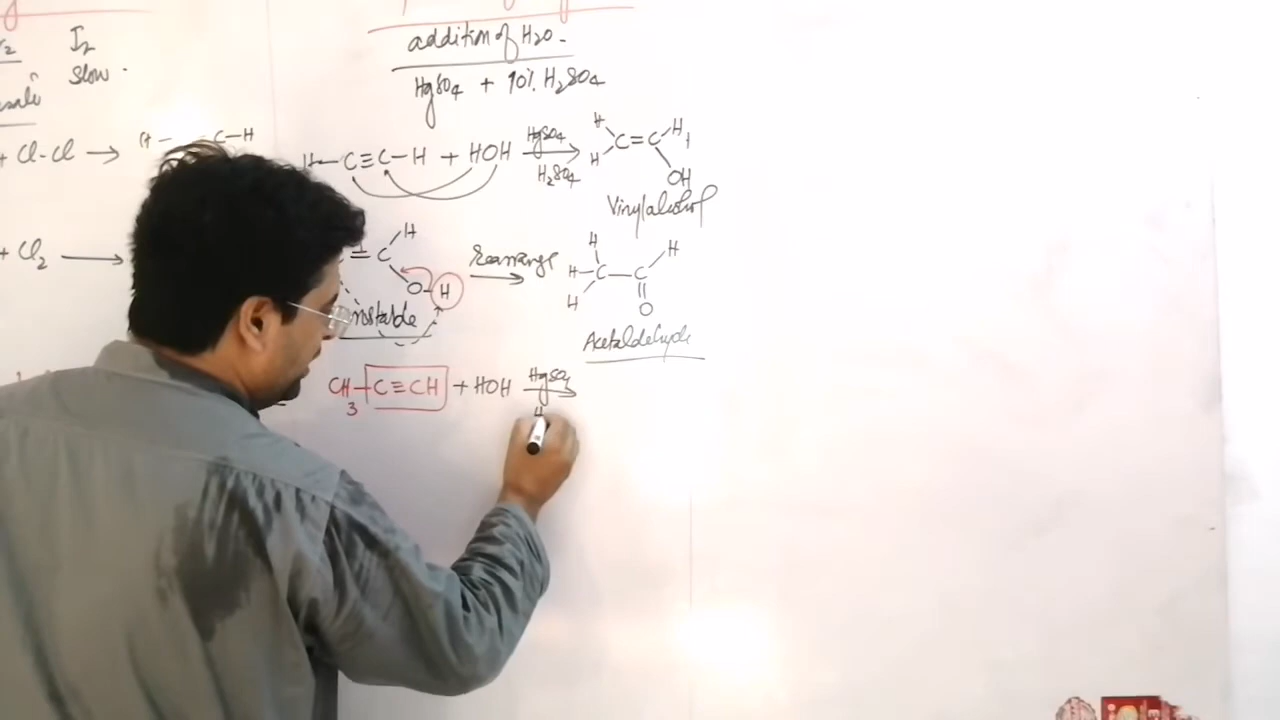 I2
Slow.
+ Cl-Cl →
C-H
+ Cl2 →
addition of H2O-
HgSO4 + 10% H2SO4
H-C≡C-H + HOH HgSO4 H2SO4 →
H H C=C H OH
Vinylalcohol
= C H O-H Rearrange →
H H H C-C H O
nstable
Acetaldehyde
CH3-C≡CH + HOH HgSO4 →